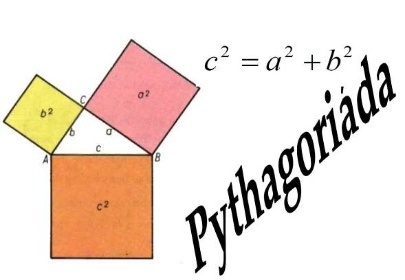 c² = a² + b²
a²
b²
C
b
a
A
c
B
c²
Pythagoriáda